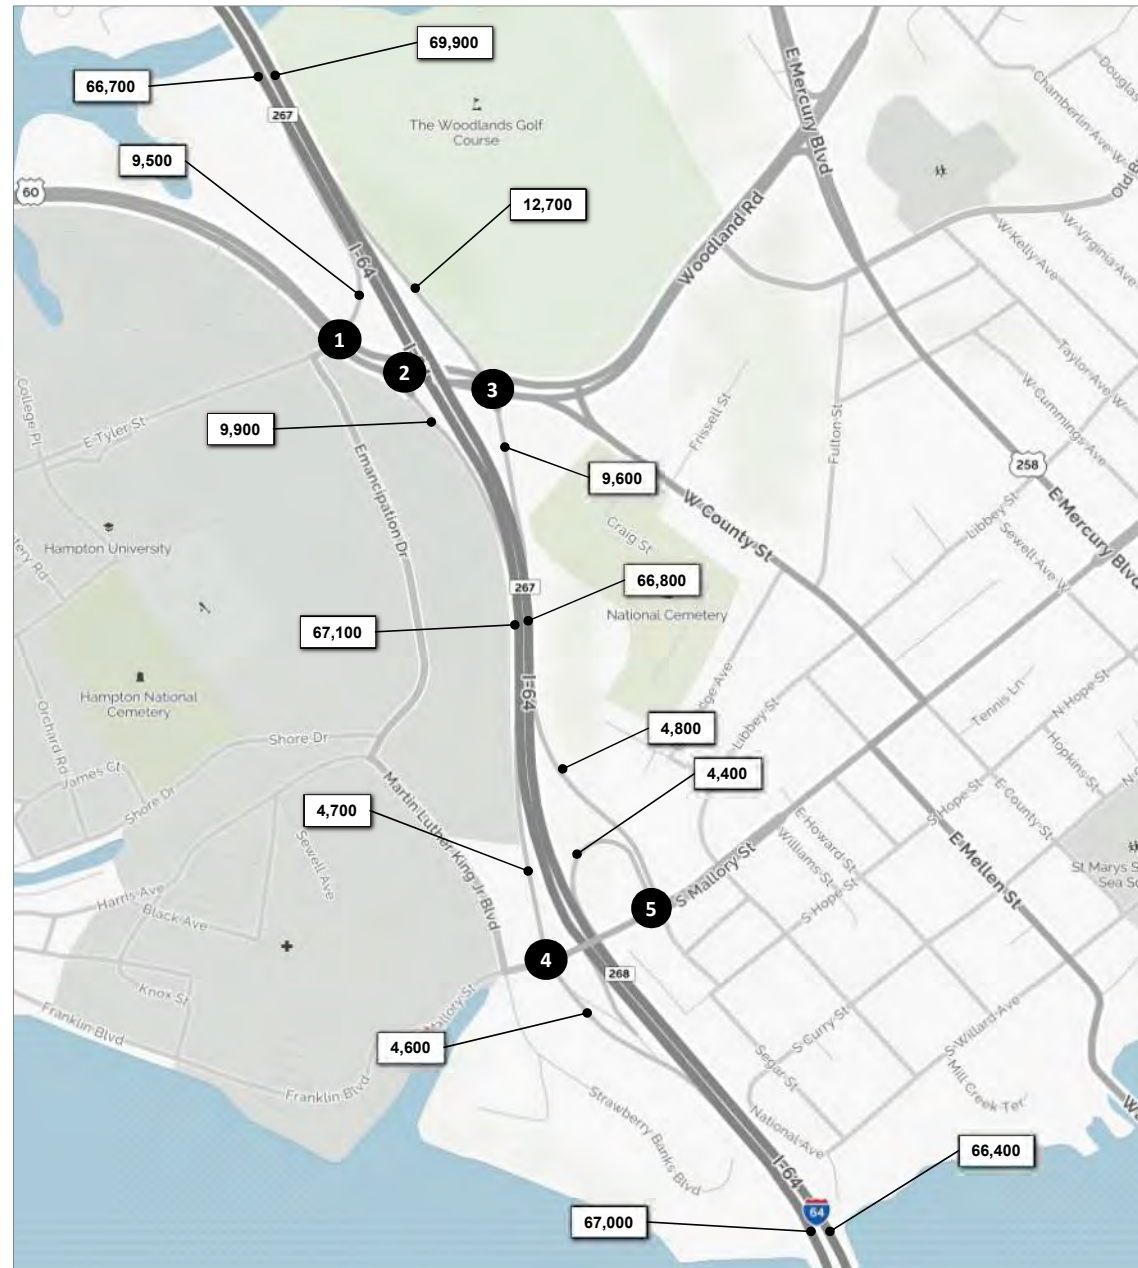 69,900
66,700
267
The Woodlands Golf
Course
E Mercury Blvd
Douglas
Chamberlin Ave W
9,500
60
12,700
Woodland Rd
W Kelly Ave
W Virginia Ave
I-64
1
2
3
Taylor Ave W
W Cummings Ave
College Pl
E Tyler St
9,900
Emancipation Dr
Frissell St
Fulton St
258
9,600
W County St
Libbey St
E Mercury Blvd
Sewell Ave W
Hampton University
Craig St
267
66,800
National Cemetery
67,100
Hampton National
Cemetery
I-64
Orchard Rd
Shore Dr
James Ct
Shore Dr
Libbey St
Tennis Ln
N Hope St
Hopkins St
4,800
4,400
4,700
Martin Luther King Jr Blvd
Sewell Ave
E Howard St
Williams St
S Hope St
S Hope St
E County St
E Mellen St
St Marys S
Sea Sc
S Mallory St
Harris Ave
Black Ave
5
4
268
Knox St
Franklin Blvd
Mallory St
4,600
Franklin Blvd
S Curry St
S Willard Ave
Segar St
Mill Creek Ter
National Ave
Strawberry Banks Blvd
I-64
66,400
64
67,000